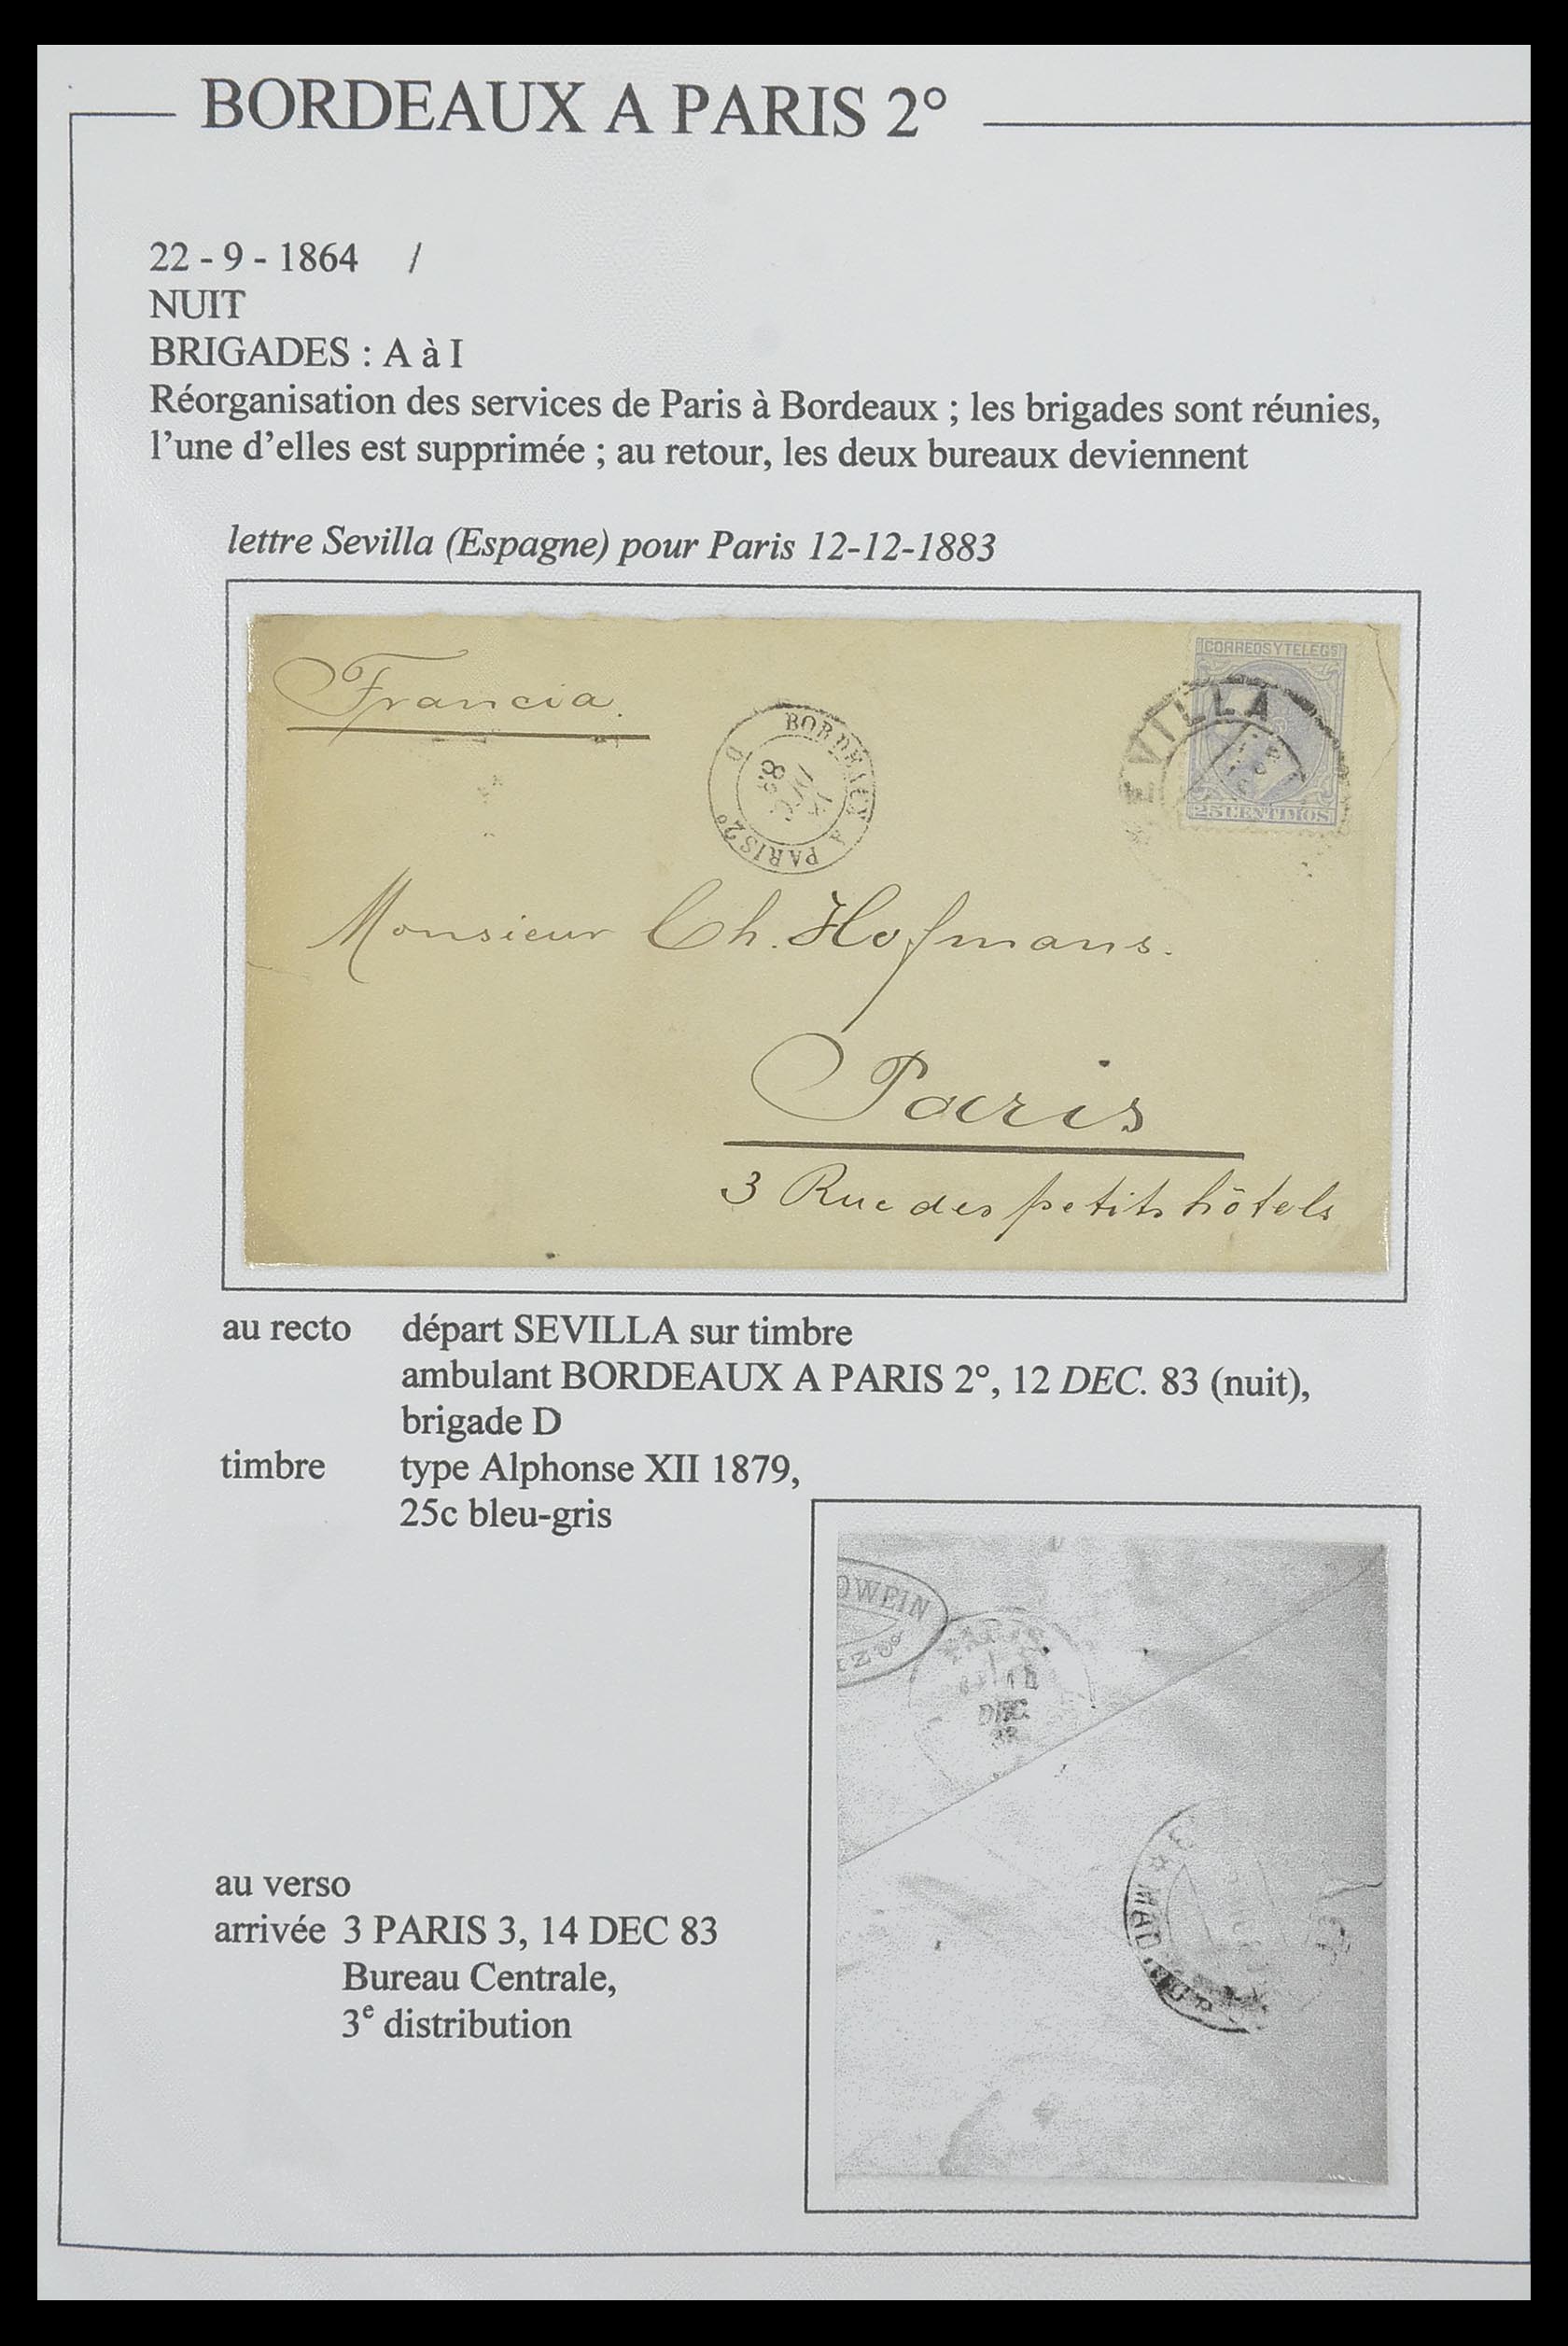 BORDEAUX A PARIS 2°
22 - 9 - 1864 /
NUIT
BRIGADES : A à I
Réorganisation des services de Paris à Bordeaux ; les brigades sont réunies,
l'une d'elles est supprimée ; au retour, les deux bureaux deviennent
lettre Sevilla (Espagne) pour Paris 12-12-1883
Francia.
BORDEAUX A PARIS 2° D
CORREOS Y TELEGS
EVILLA
25 CENTIMOS
Monsieur Ch. Hofmans.
Paris
3 Rue des petits hôtels
au recto départ SEVILLA sur timbre
ambulant BORDEAUX A PARIS 2°, 12 DEC. 83 (nuit),
brigade D
timbre type Alphonse XII 1879,
25c bleu-gris
OWEIN
PARIS
DEC
au verso
arrivée 3 PARIS 3, 14 DEC 83
Bureau Centrale,
3e distribution